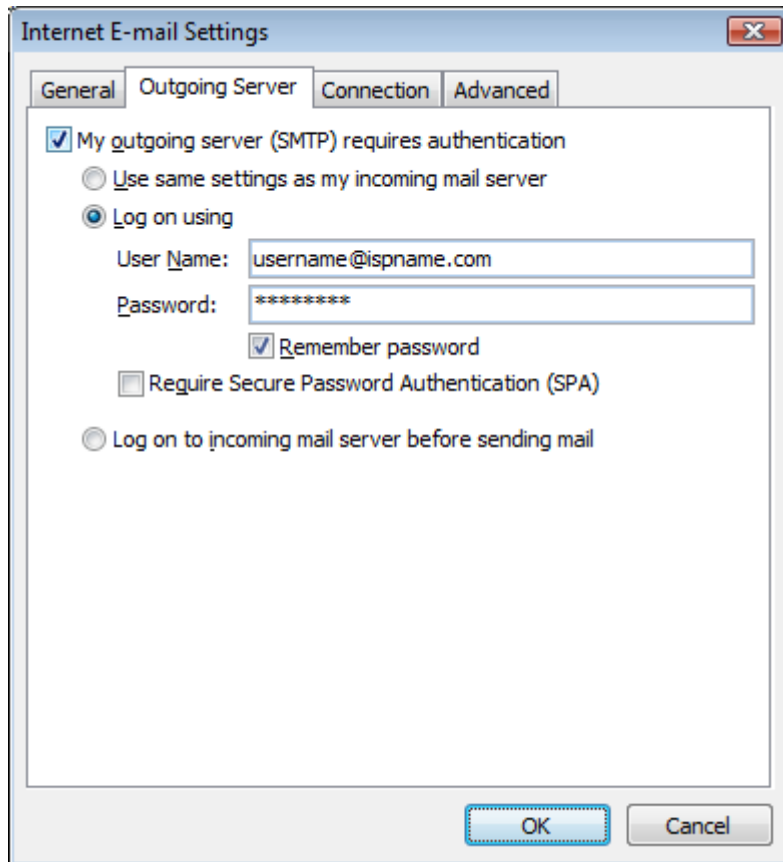 Internet E-mail Settings
General Outgoing Server Connection Advanced
My outgoing server (SMTP) requires authentication
Use same settings as my incoming mail server
Log on using
User Name: username@ispname.com
Password: ********
Remember password
Require Secure Password Authentication (SPA)
Log on to incoming mail server before sending mail
OK Cancel